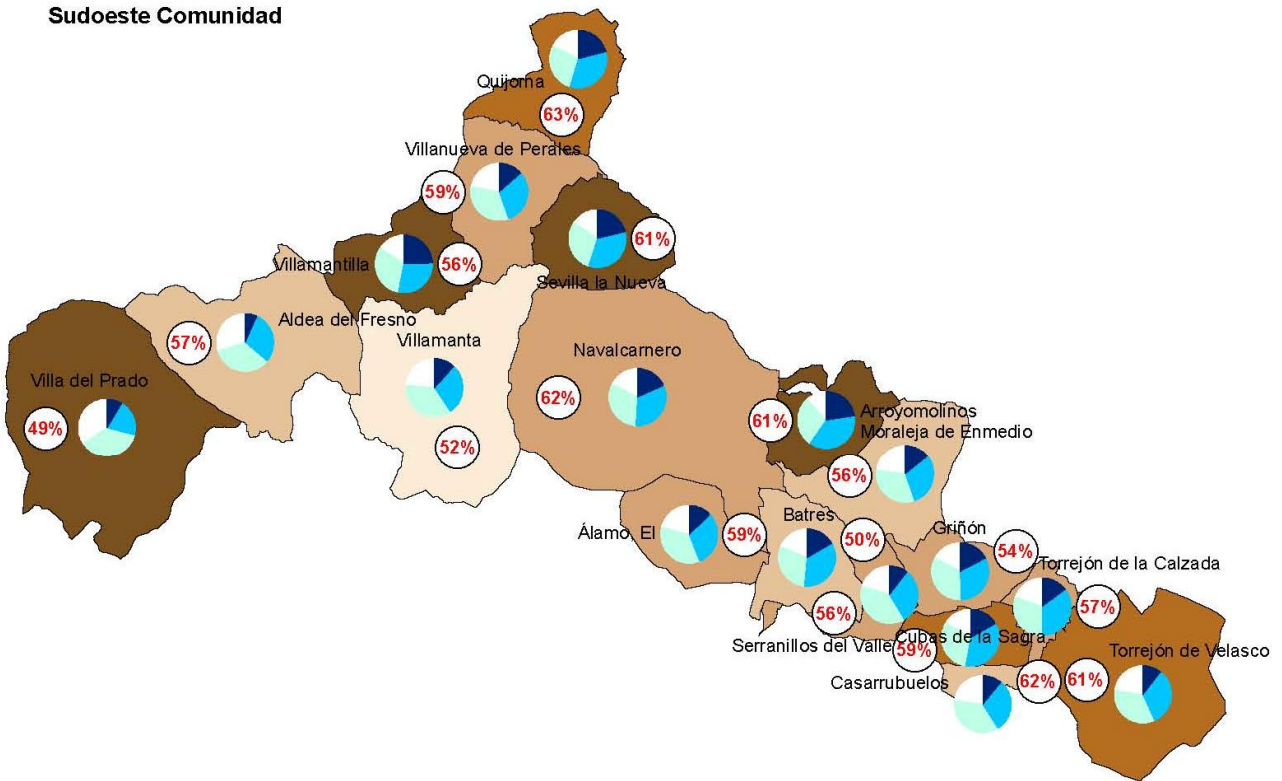 Sudoeste Comunidad
Quijorna
63%
Villanueva de Perales
59%
61%
Villamantilla
56%
Sevilla la Nueva
Aldea del Fresno
57%
Villamanta
Navalcarnero
Villa del Prado
62%
49%
52%
61%
Arroyomolinos
Moraleja de Enmedio
56%
Álamo, El
59%
Batres
50%
Griñón
54%
Torrejón de la Calzada
56%
57%
Serranillos del Valle
Cubas de la Sagra
59%
Torrejón de Velasco
Casarrubuelos
62%
61%